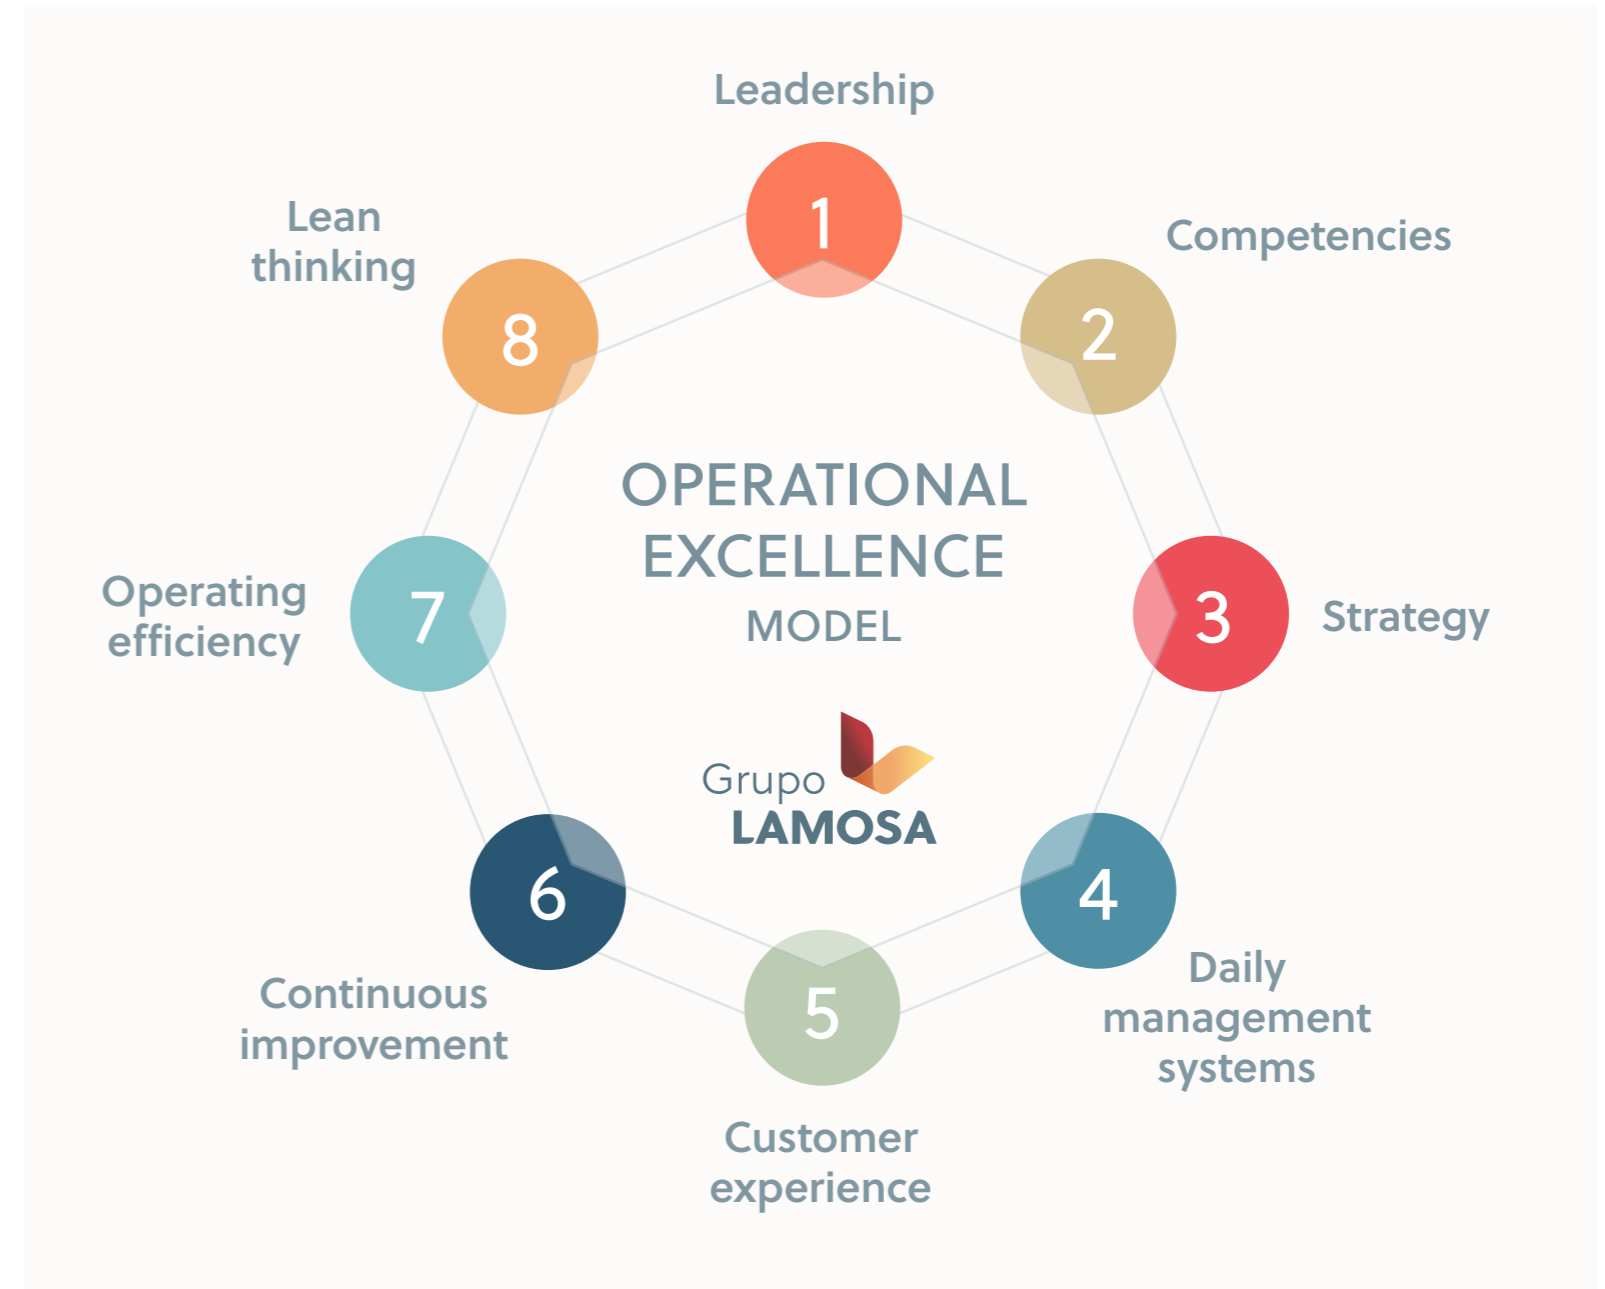 Leadership
1
Competencies
2
Strategy
3
4
Daily
management
systems
5
Customer
experience
6
Continuous
improvement
Operating
efficiency
7
Lean
thinking
8
OPERATIONAL
EXCELLENCE
MODEL
Grupo
LAMOSA